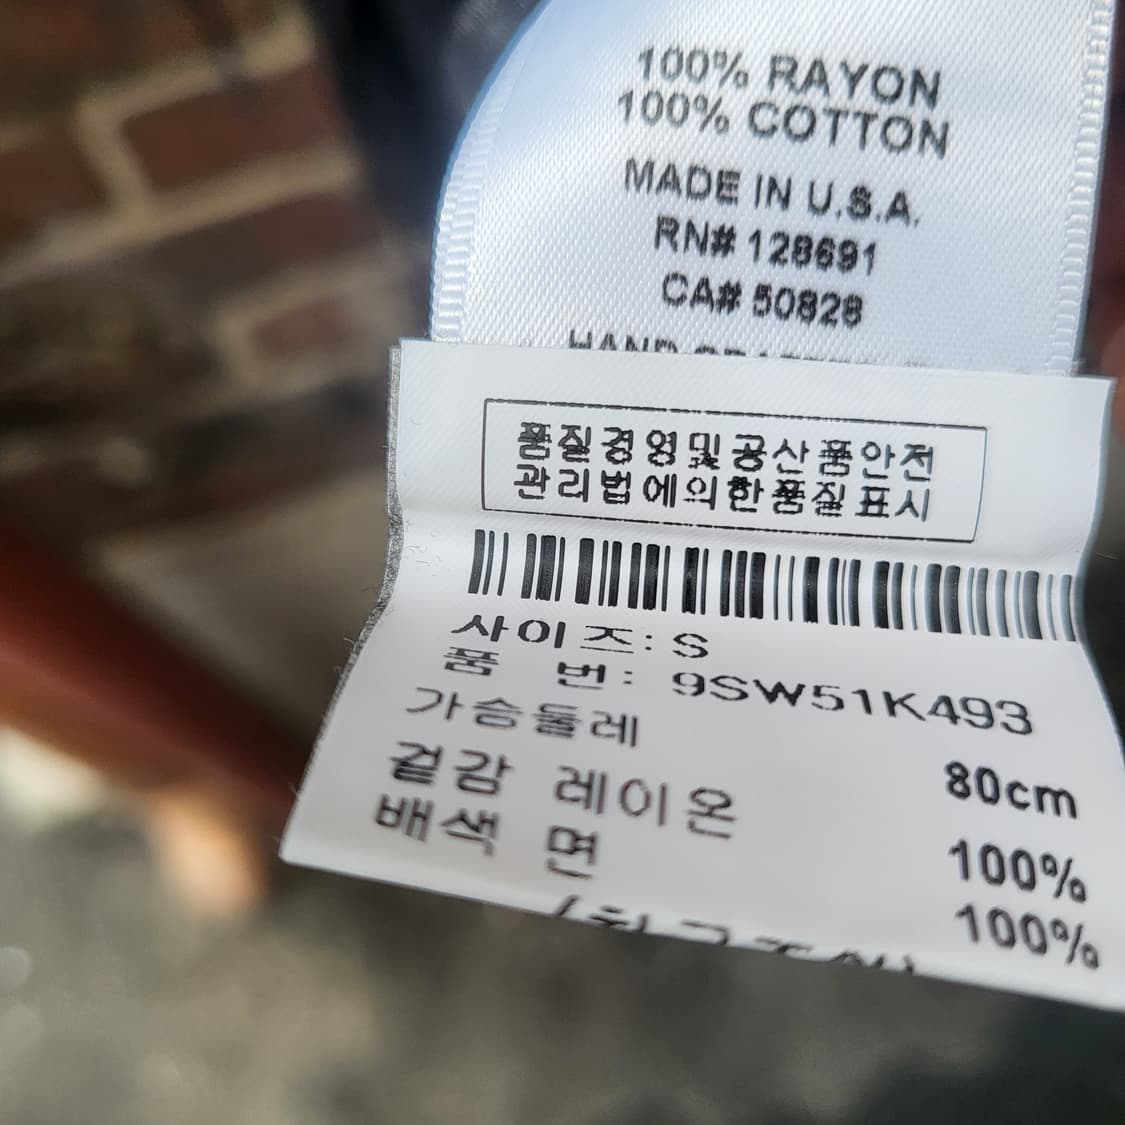 100% RAYON
100% COTTON
MADE IN U.S.A.
RN# 128691
CA# 50828
HAND
품질경영및공산품안전
관리법에의한품질표시
사이즈: S
품 번: 9SW51K493
가슴둘레 80cm
겉감 레이온 100%
배색 면 100%